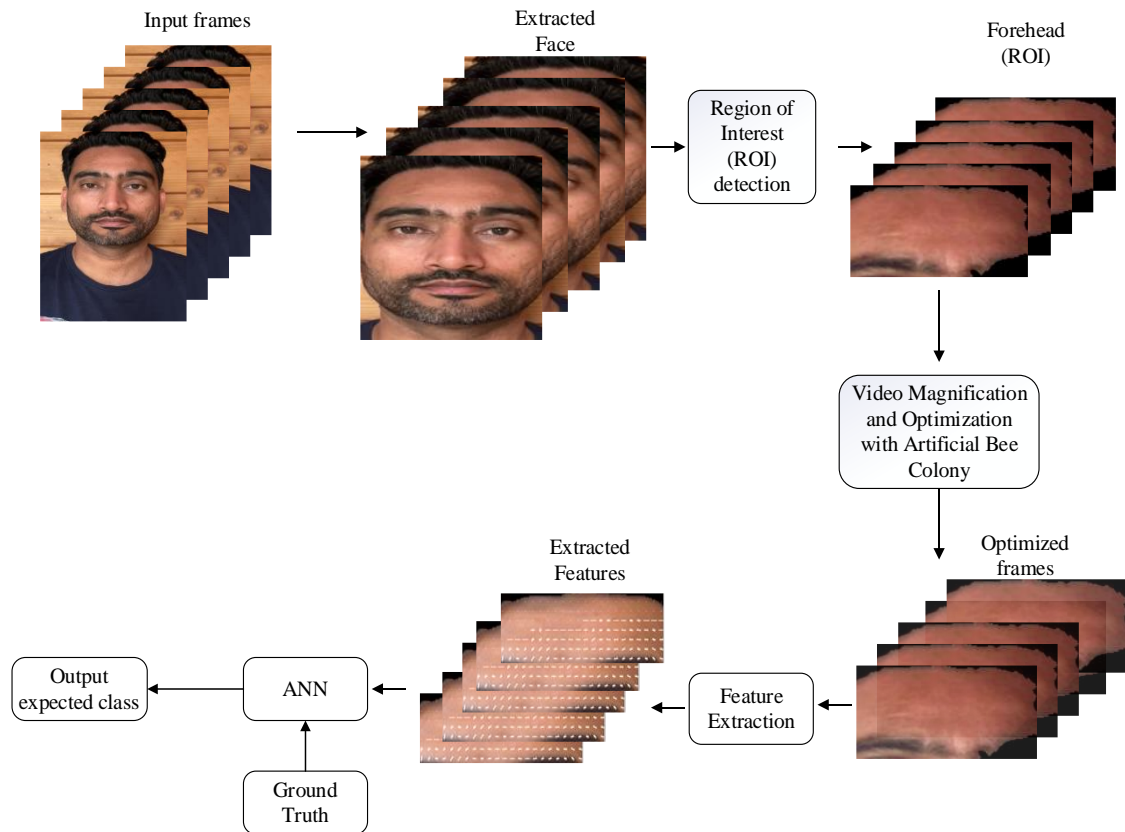 Input frames
Extracted
Face
Region of
Interest
(ROI)
detection
Forehead
(ROI)
Video Magnification
and Optimization
with Artificial Bee
Colony
Optimized
frames
Feature
Extraction
Extracted
Features
ANN
Ground
Truth
Output
expected class